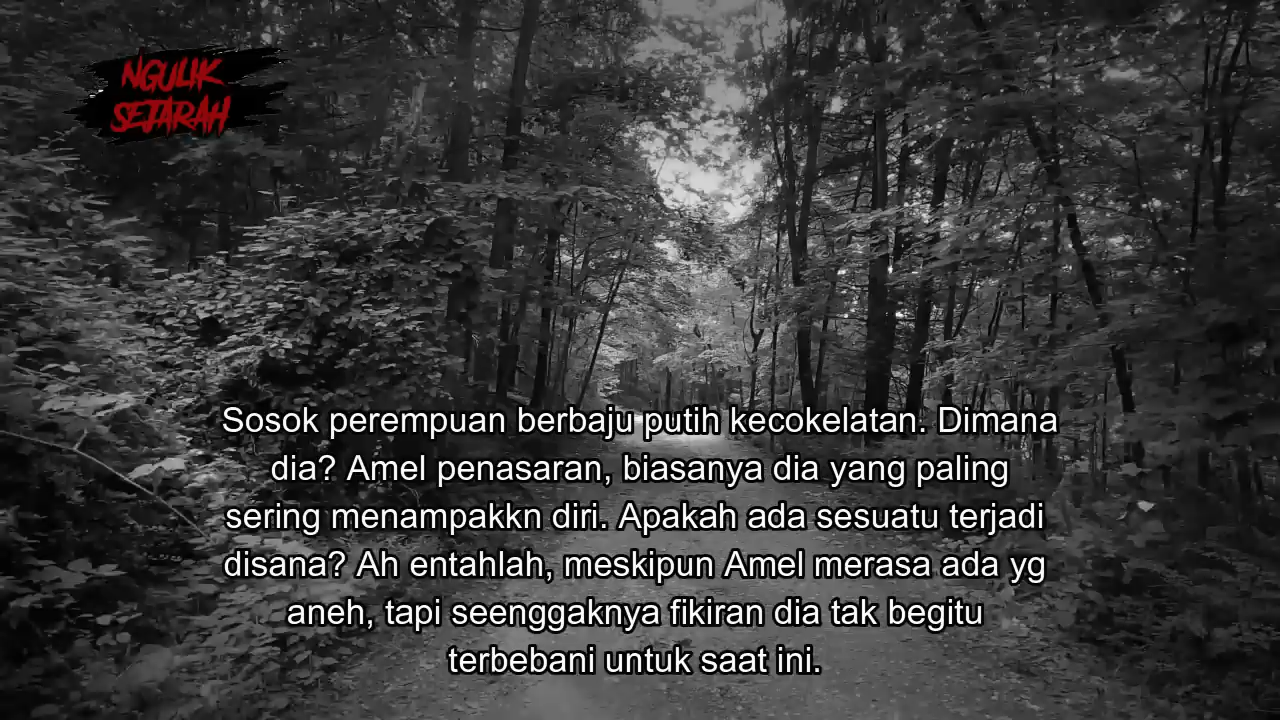 NGULIK
SEJARAH
Sosok perempuan berbaju putih kecokelatan. Dimana
dia? Amel penasaran, biasanya dia yang paling
sering menampakkn diri. Apakah ada sesuatu terjadi
disana? Ah entahlah, meskipun Amel merasa ada yg
aneh, tapi seenggaknya fikiran dia tak begitu
terbebani untuk saat ini.